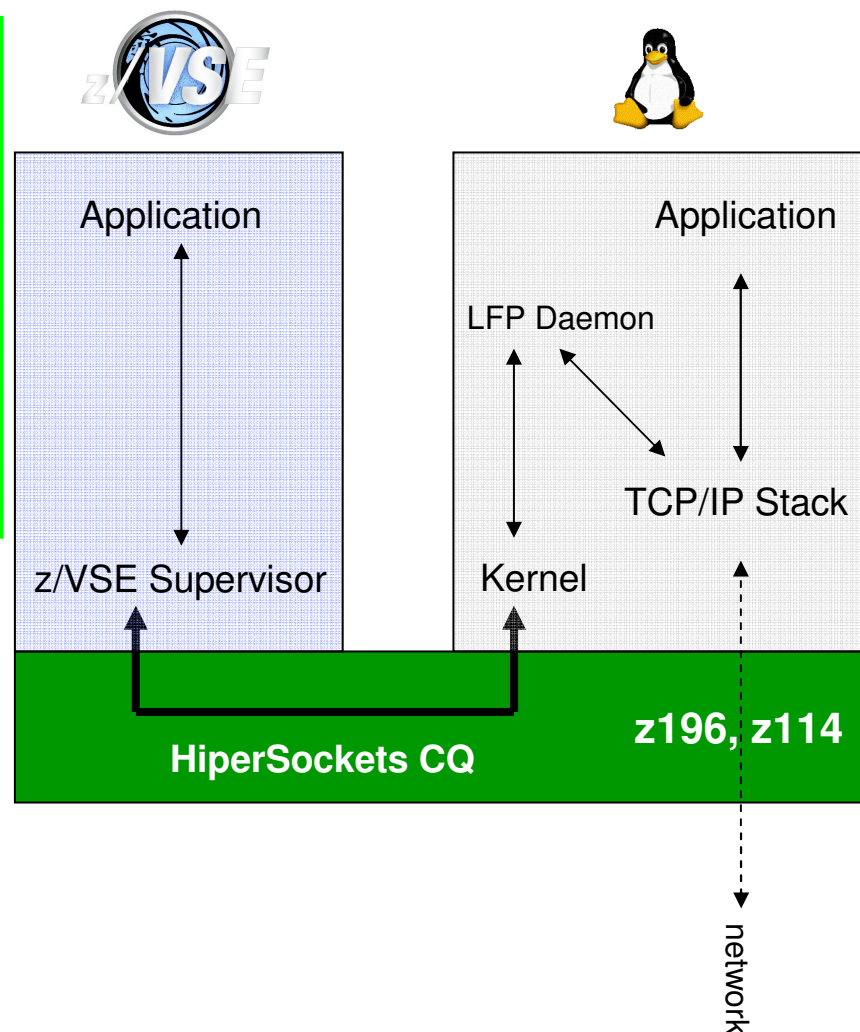 z/VSE
Application
Application
LFP Daemon
TCP/IP Stack
z/VSE Supervisor
Kernel
z196, z114
HiperSockets CQ
network